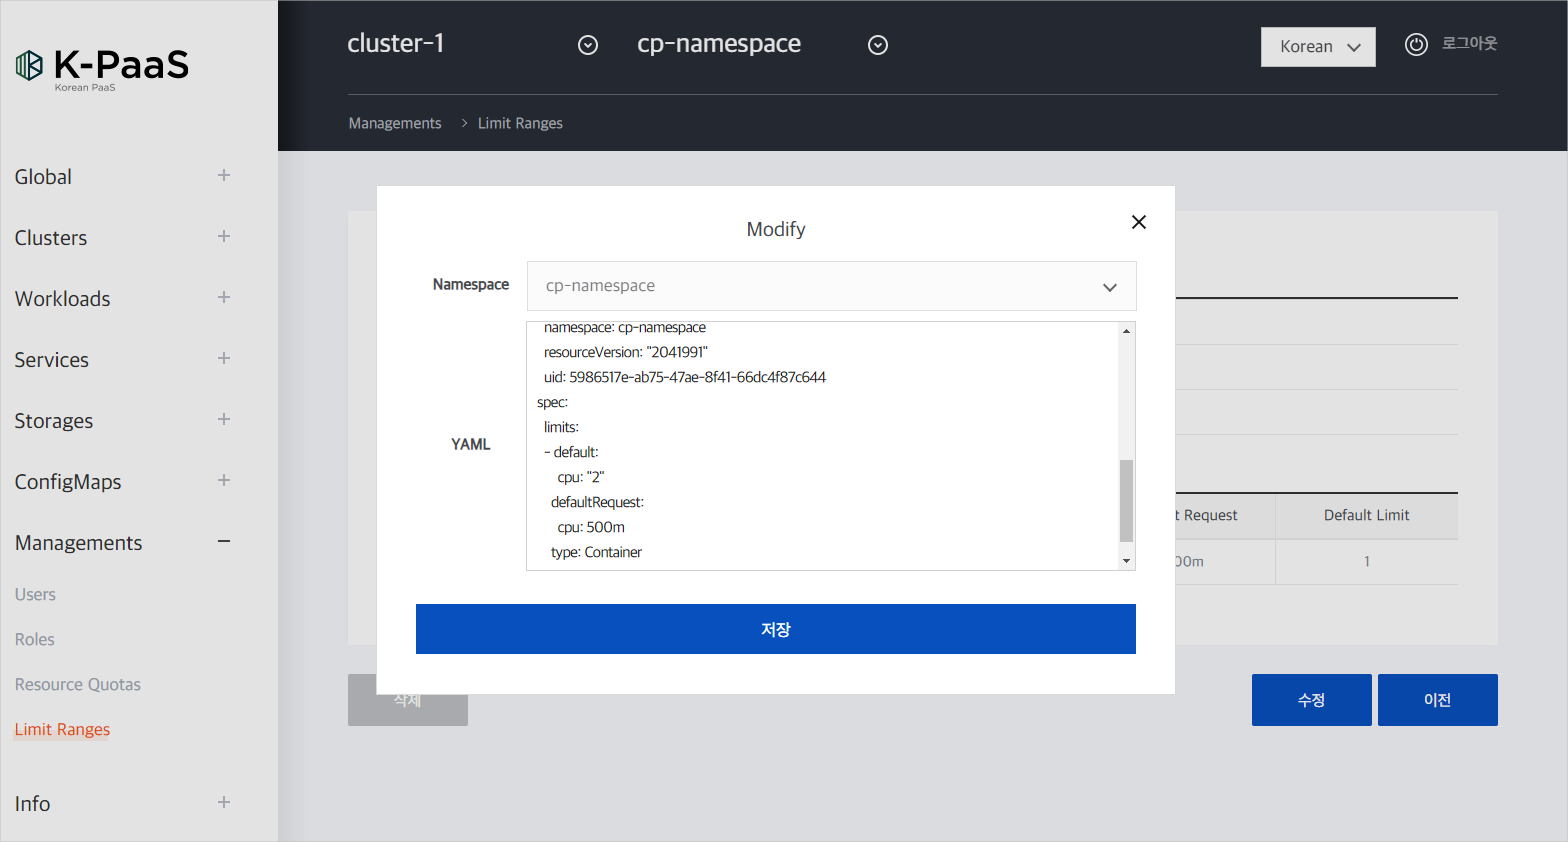 K-PaaS
Korean PaaS
Global
Clusters
Workloads
Services
Storages
ConfigMaps
Managements
Users
Roles
Resource Quotas
Limit Ranges
Info
cluster-1
cp-namespace
Korean
로그아웃
Managements > Limit Ranges
Modify
Namespace
cp-namespace
YAML
namespace: cp-namespace
resourceVersion: "2041991"
uid: 5986517e-ab75-47ae-8f41-66dc4f87c644
spec:
limits:
- default:
cpu: "2"
defaultRequest:
cpu: 500m
type: Container
저장
t Request
Default Limit
00m
1
삭제
수정
이전